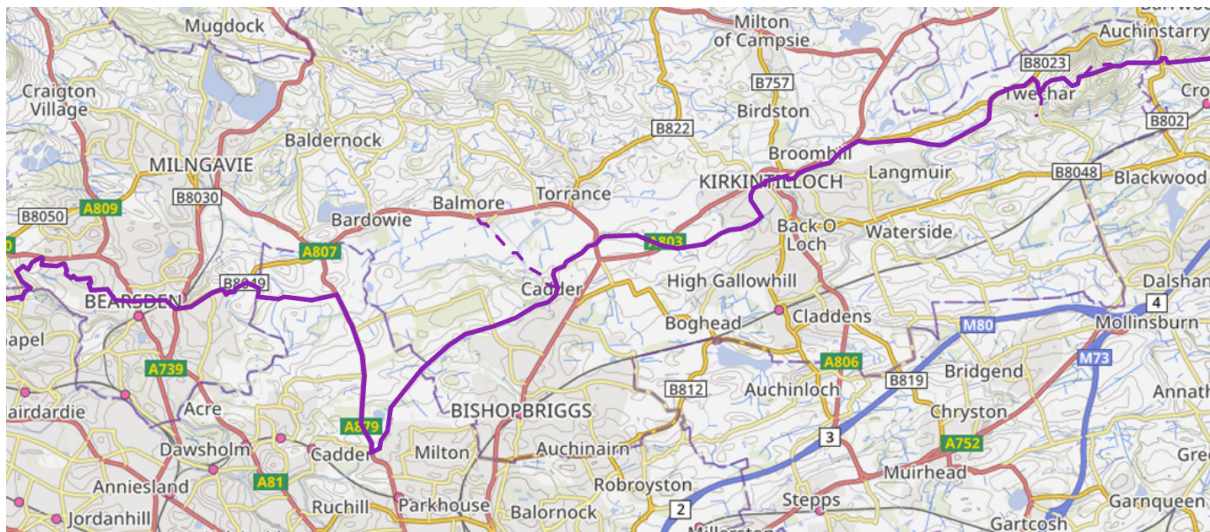 Mugdock
Milton
of Campsie
Auchinstarry
B8023
Craigton
Village
B757
Birdston
Twechar
B802
B822
Baldernock
MILNGAVIE
Broomhill
KIRKINTILLOCH
Langmuir
B8048
Blackwood
B8030
Torrance
Balmore
A809
B8050
Bardowie
Back O
Loch
Waterside
A803
A807
B8049
Cadder
High Gallowhill
BEARSDEN
Claddens
4
Mollinsburn
Boghead
M80
M73
A739
A806
B819
Bridgend
B812
Auchinloch
Acre
BISHOPBRIGGS
Chryston
A879
3
A752
Dawsholm
Cadder
Milton
Auchinairn
Muirhead
Anniesland
A81
Robroyston
Ruchill
Parkhouse
Balornock
2
Stepps
Garnqueen
Jordanhill
Gartcosh